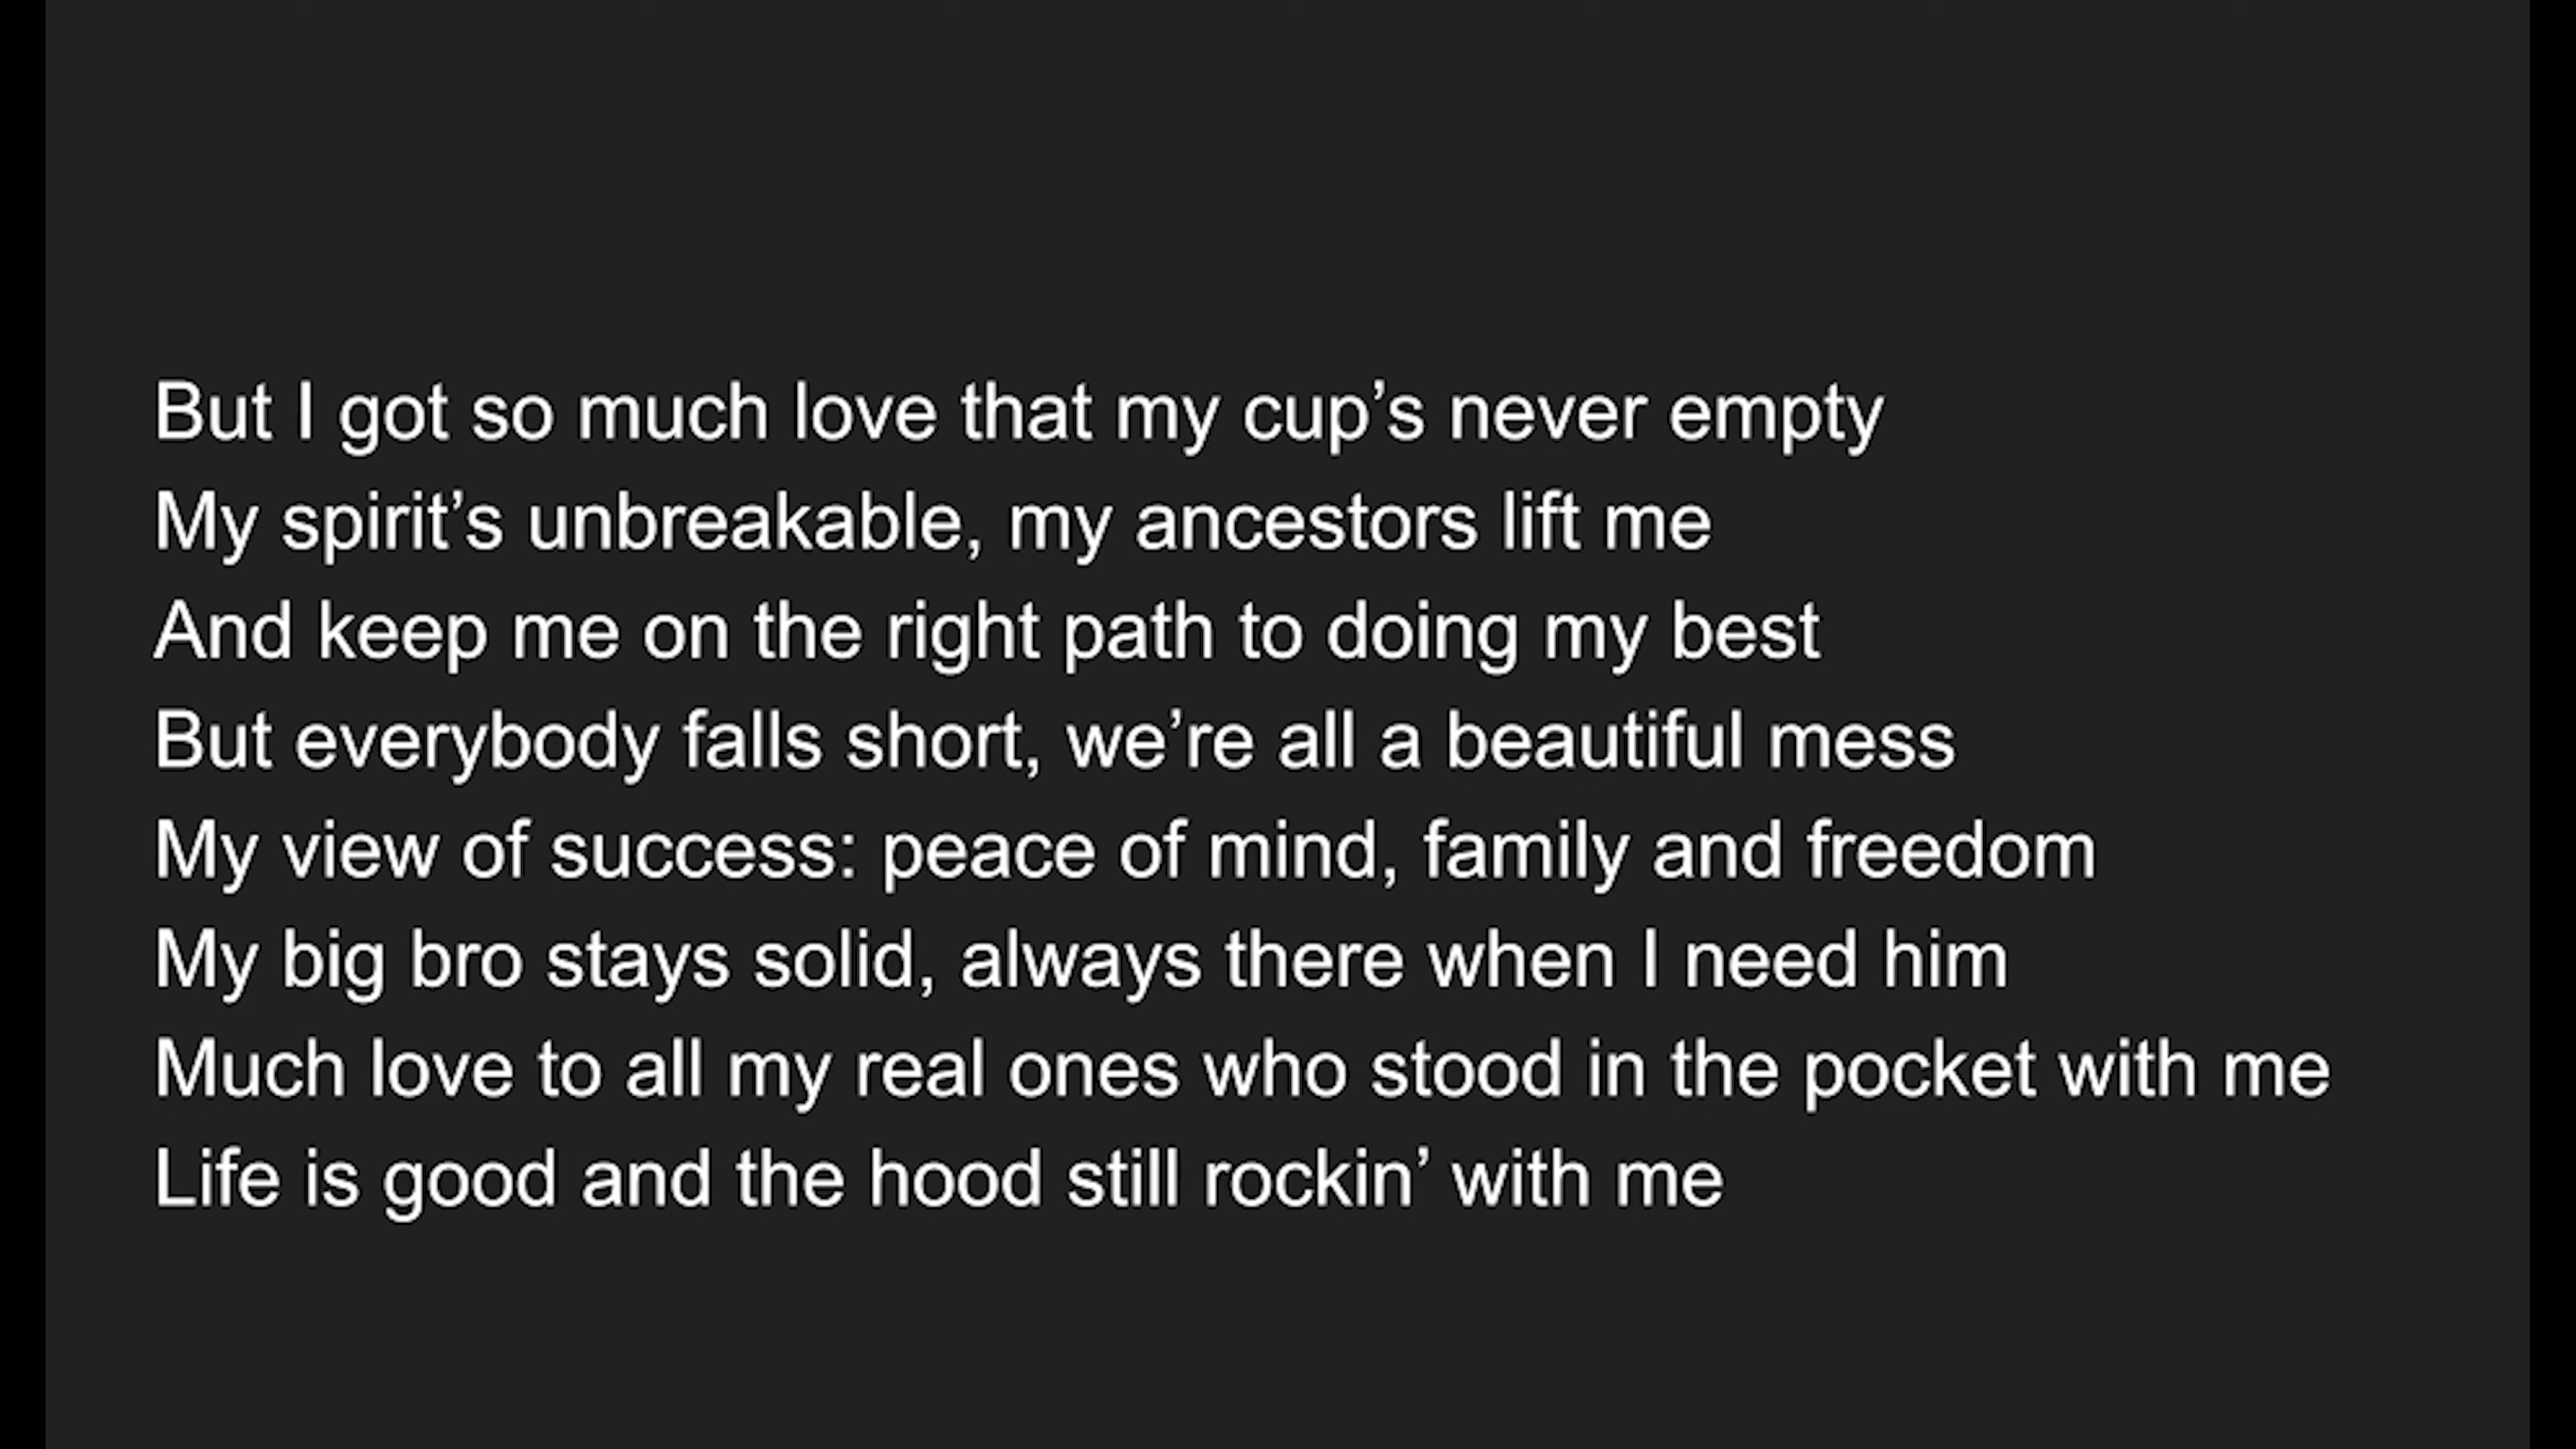 But I got so much love that my cup’s never empty
My spirit’s unbreakable, my ancestors lift me
And keep me on the right path to doing my best
But everybody falls short, we’re all a beautiful mess
My view of success: peace of mind, family and freedom
My big bro stays solid, always there when I need him
Much love to all my real ones who stood in the pocket with me
Life is good and the hood still rockin’ with me